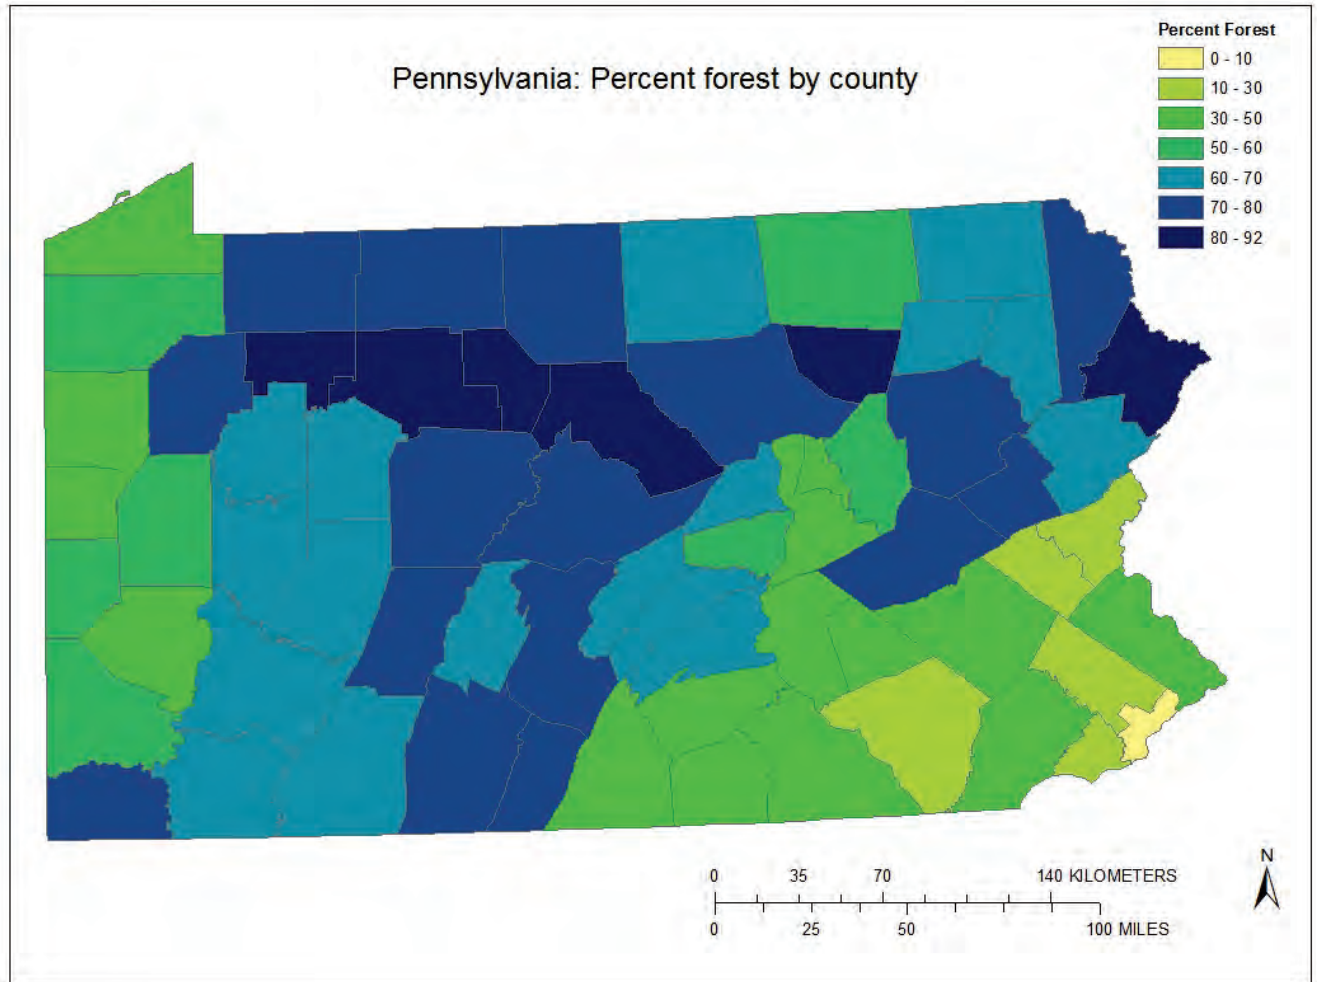 Percent Forest
0 - 10
10 - 30
30 - 50
50 - 60
60 - 70
70 - 80
80 - 92
Pennsylvania: Percent forest by county
N
0 35 70 140 KILOMETERS
0 25 50 100 MILES